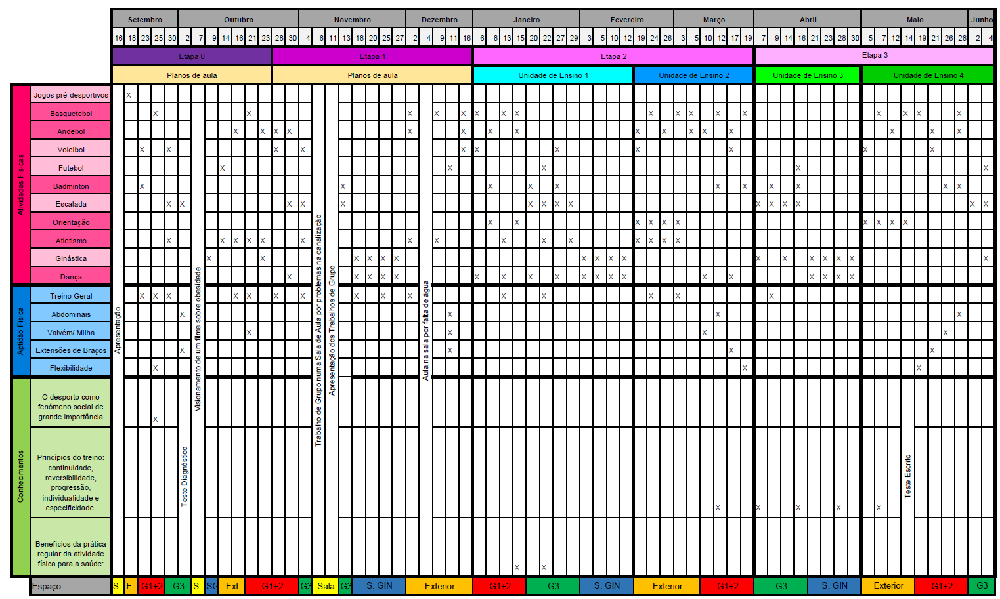 Setembro Outubro Novembro Dezembro Janeiro Fevereiro Março Abril Maio Junho
16 18 23 25 30 2 7 9 14 16 21 23 28 30 4 6 11 13 18 20 25 27 2 4 9 11 16 6 8 13 15 20 22 27 29 3 5 10 12 19 24 26 3 5 10 12 17 19 7 9 14 16 21 23 28 30 5 7 12 14 19 21 26 28 2 4
Etapa 0 Etapa 1 Etapa 2 Etapa 3
Planos de aula Planos de aula Unidade de Ensino 1 Unidade de Ensino 2 Unidade de Ensino 3 Unidade de Ensino 4
Atividades Físicas
Jogos pré-desportivos X
Basquetebol X X X X X X X X X X X X X X X X X
Andebol X X X X X X X X X X X X X X X X
Voleibol X X X X X X X X X X X
Futebol X X X X X
Badminton X X X X X X X X X X X
Escalada X X X X X X X X X X X X X X X
Orientação X X X X X X X X X X
Atletismo X X X X X X X X X X X X X X X
Ginástica X X X X X X X X X X X X X X X X X
Dança X X X X X X X X X X X X X X X X X X X
Aptidão Física
Treino Geral X X X X X X X X X X X X X X X
Abdominais X X X X
Vaivém/ Milha X X X X
Extensões de Braços X X X X
Flexibilidade X X X
Conhecimentos
O desporto como
fenómeno social de
grande importância X
Princípios do treino:
continuidade,
reversibilidade,
progressão,
individualidade e
especificidade. X X X X X
Benefícios da prática
regular da atividade
física para a saúde: X X
Apresentação
Teste Diagnóstico
Visionamento de um filme sobre obesidade
Trabalho de Grupo numa Sala de Aula por problemas na canalização
Apresentação dos Trabalhos de Grupo
Aula na sala por falta de água
Teste Escrito
Espaço S E G1+2 G3 S SG Ext G1+2 G3 Sala G3 S. GIN Exterior G1+2 G3 S. GIN Exterior G1+2 G3 S. GIN Exterior G1+2 G3